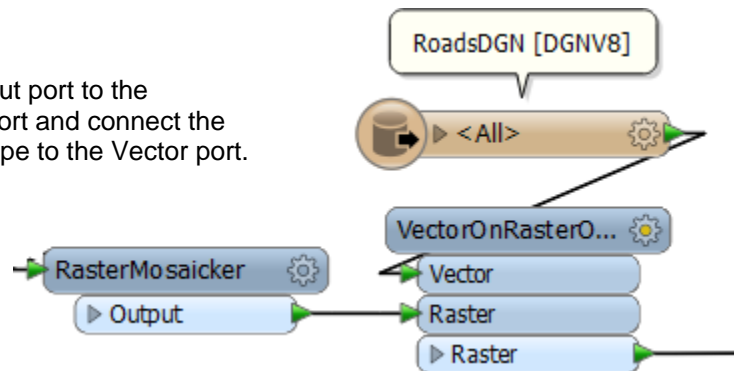 RoadsDGN [DGNV8]
ut port to the
ort and connect the
pe to the Vector port.
<All>
VectorOnRasterO...
RasterMosaicker
Vector
Output
Raster
Raster